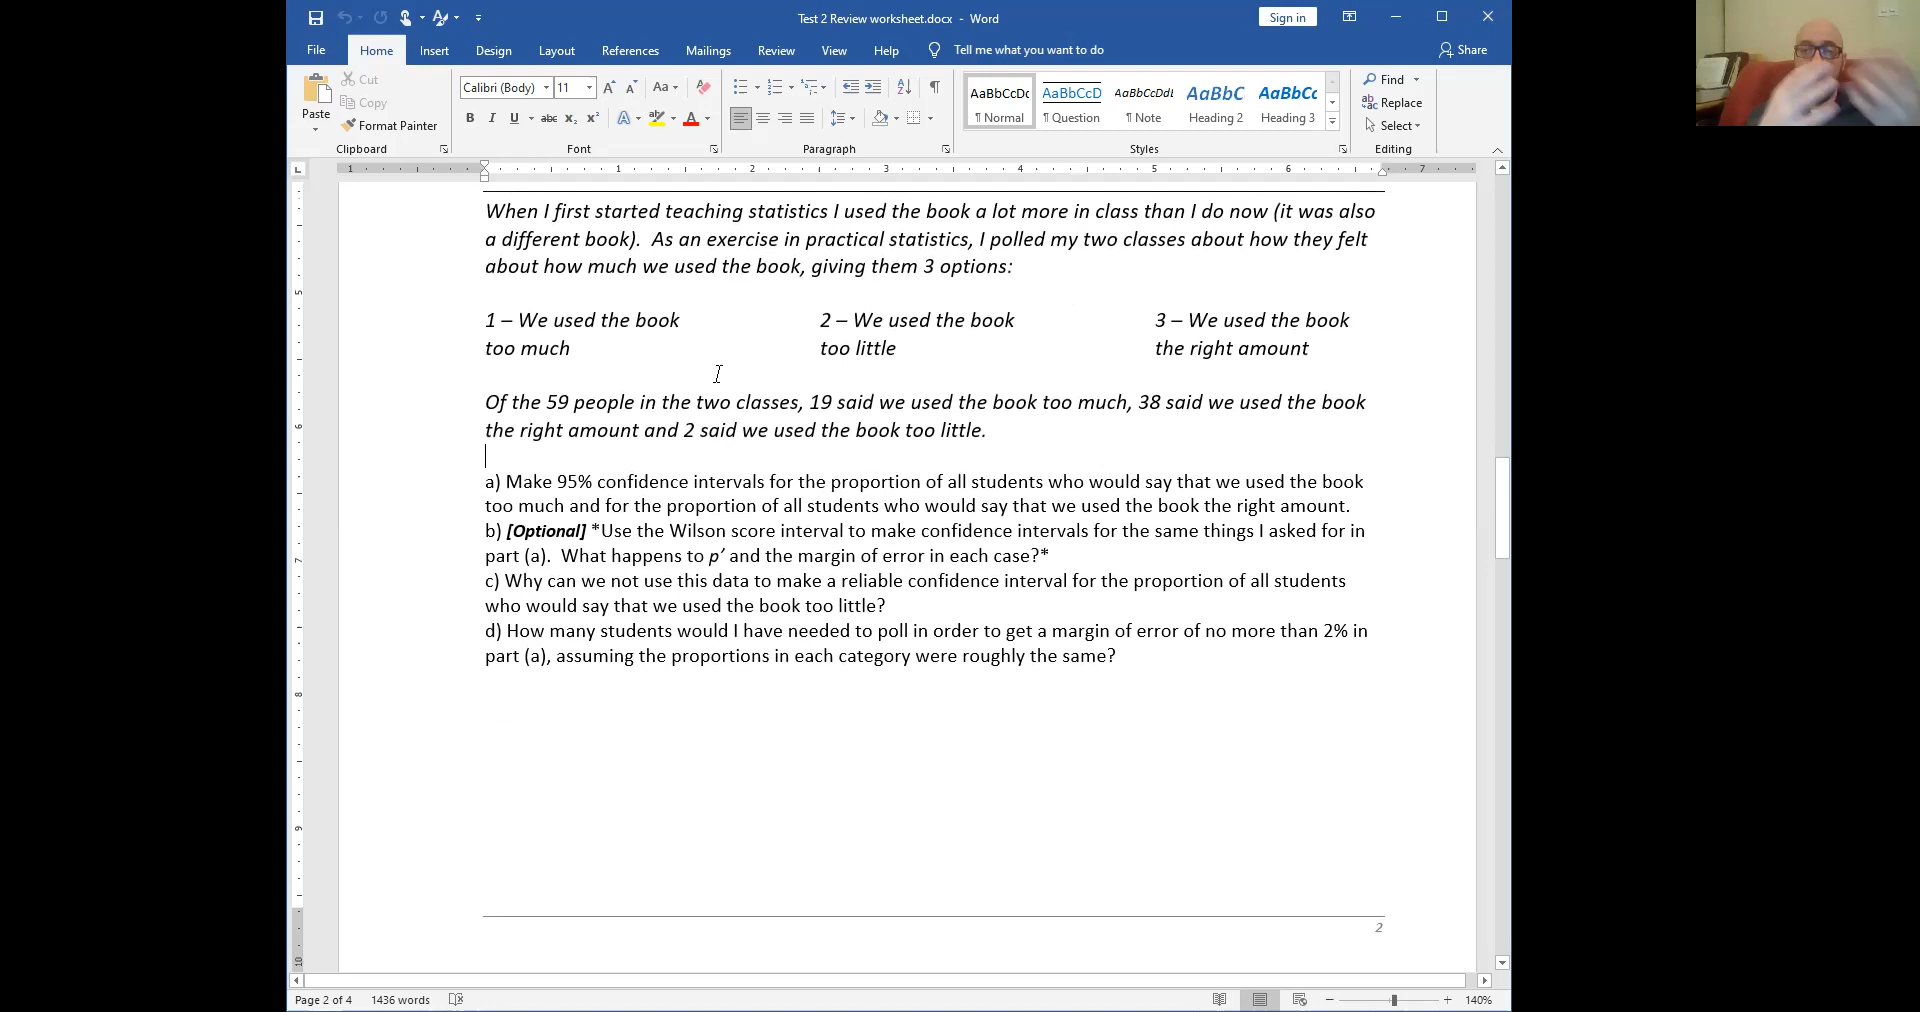 Test 2 Review worksheet.docx - Word
Sign in
File Home Insert Design Layout References Mailings Review View Help Tell me what you want to do Share
Paste
Cut
Copy
Format Painter
Clipboard
Calibri (Body) 11
Font
Paragraph
AaBbCcDc AaBbCcD AaBbCcDdl AaBbC AaBbCc
¶ Normal ¶ Question ¶ Note Heading 2 Heading 3
Styles
Find
Replace
Select
Editing
1 1 2 3 4 5 6 7
When I first started teaching statistics I used the book a lot more in class than I do now (it was also
a different book). As an exercise in practical statistics, I polled my two classes about how they felt
about how much we used the book, giving them 3 options:
1 – We used the book
too much
2 – We used the book
too little
3 – We used the book
the right amount
Of the 59 people in the two classes, 19 said we used the book too much, 38 said we used the book
the right amount and 2 said we used the book too little.
a) Make 95% confidence intervals for the proportion of all students who would say that we used the book
too much and for the proportion of all students who would say that we used the book the right amount.
b) [Optional] *Use the Wilson score interval to make confidence intervals for the same things I asked for in
part (a). What happens to p’ and the margin of error in each case?*
c) Why can we not use this data to make a reliable confidence interval for the proportion of all students
who would say that we used the book too little?
d) How many students would I have needed to poll in order to get a margin of error of no more than 2% in
part (a), assuming the proportions in each category were roughly the same?
2
5
6
7
8
9
10
Page 2 of 4 1436 words 140%